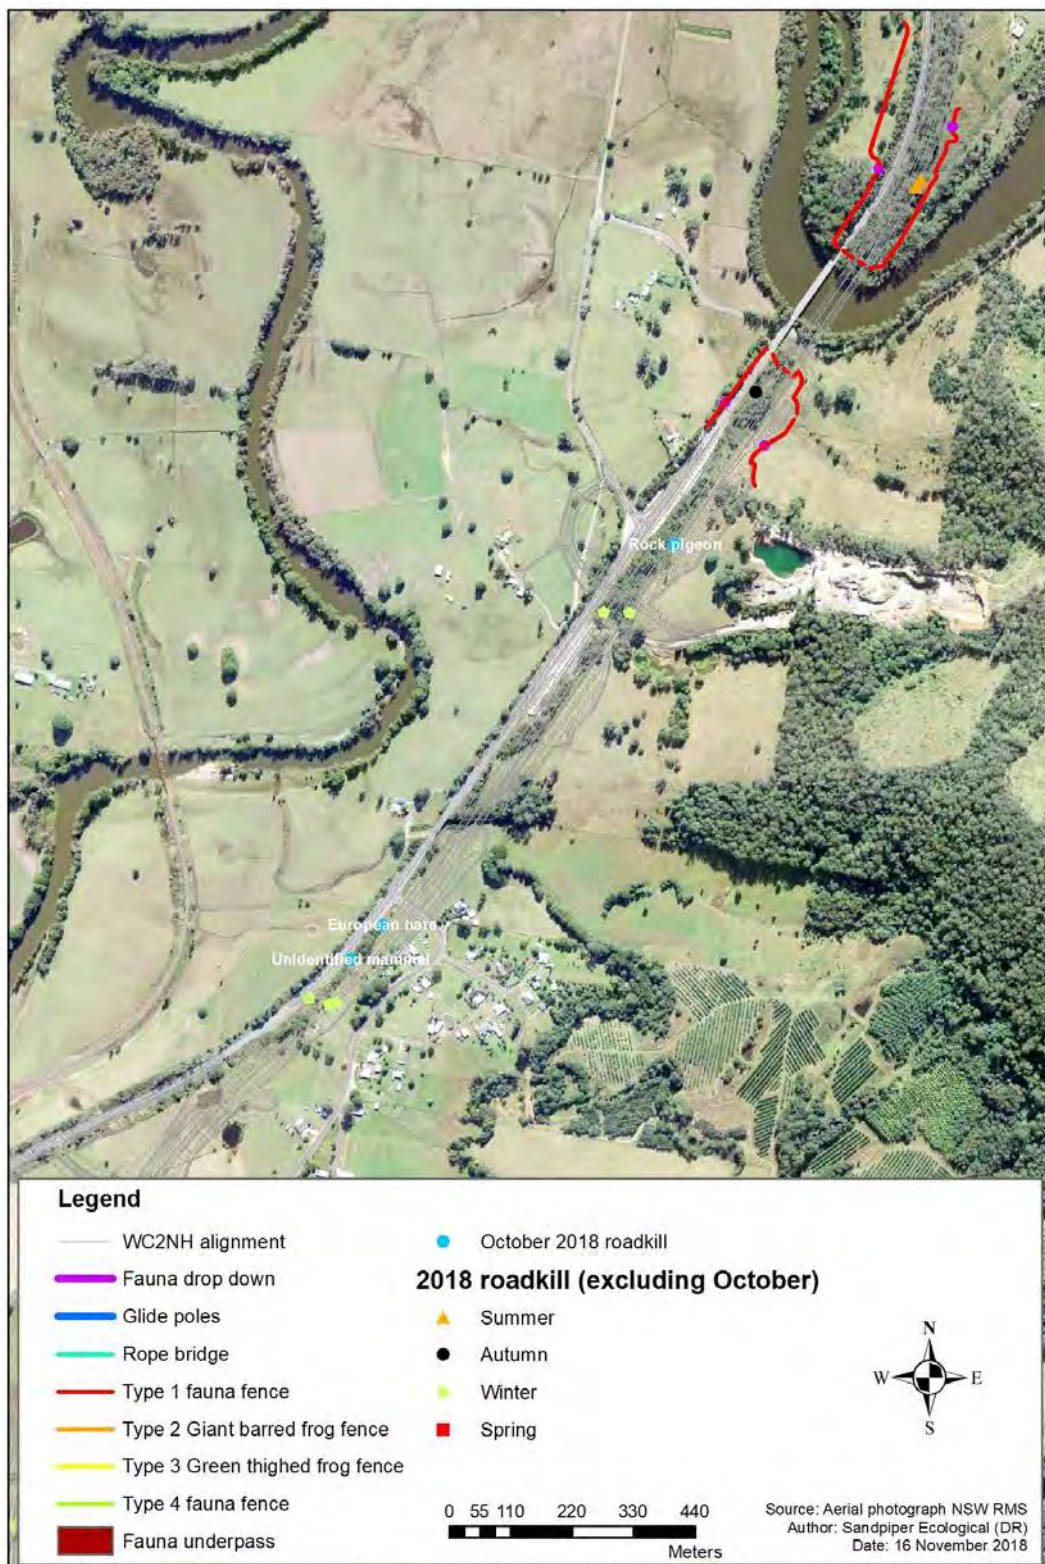 Rock pigeon
European hare
Unidentified mammal
Legend
WC2NH alignment
Fauna drop down
Glide poles
Rope bridge
Type 1 fauna fence
Type 2 Giant barred frog fence
Type 3 Green thighed frog fence
Type 4 fauna fence
Fauna underpass
October 2018 roadkill
2018 roadkill (excluding October)
Summer
Autumn
Winter
Spring
N
W E
S
0 55 110 220 330 440
Meters
Source: Aerial photograph NSW RMS
Author: Sandpiper Ecological (DR)
Date: 16 November 2018